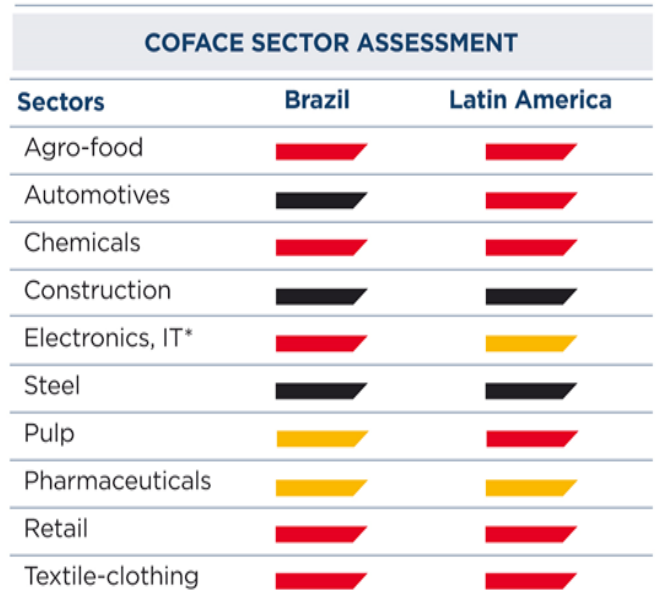 COFACE SECTOR ASSESSMENT
Sectors Brazil Latin America
Agro-food
Automotives
Chemicals
Construction
Electronics, IT*
Steel
Pulp
Pharmaceuticals
Retail
Textile-clothing